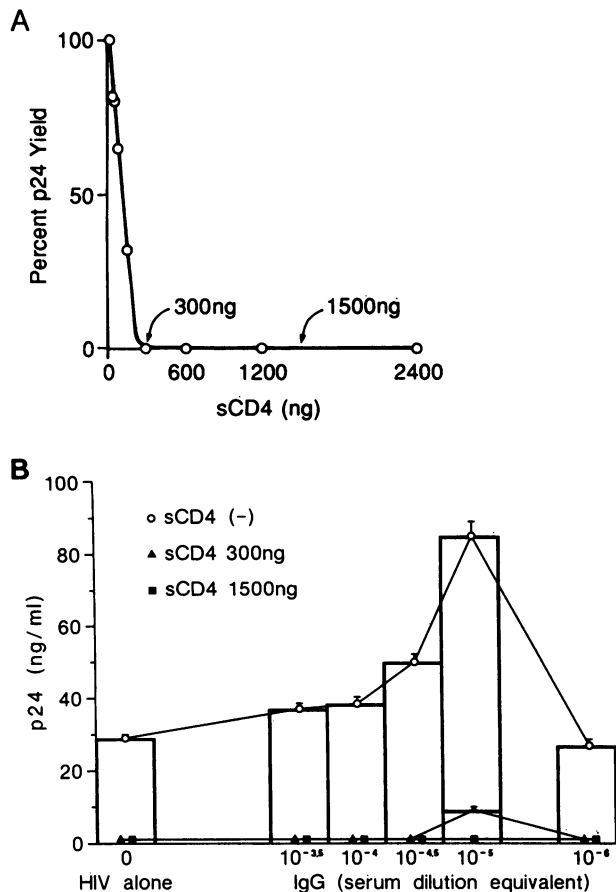 A
100
50
0
Percent p24 Yield
300ng
1500ng
0 600 1200 2400
sCD4 (ng)
B
100
80
60
40
20
0
p24 (ng/ml)
sCD4 (-)
sCD4 300ng
sCD4 1500ng
0 10⁻³·⁵ 10⁻⁴ 10⁻⁴·⁵ 10⁻⁵ 10⁻⁶
HIV alone IgG (serum dilution equivalent)